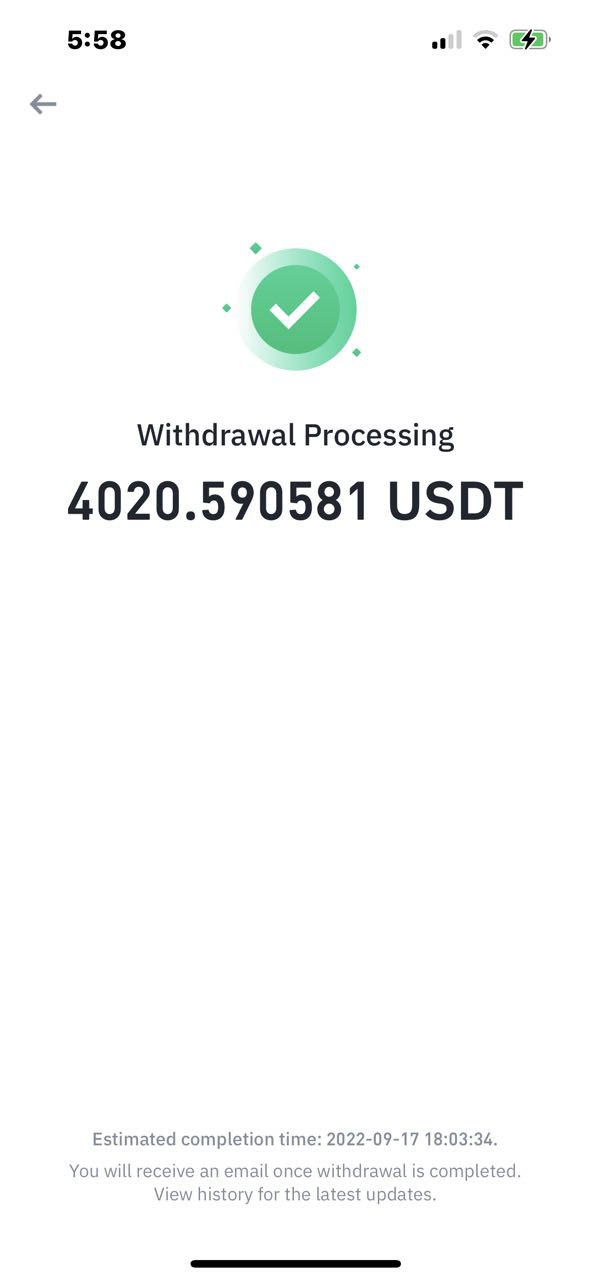 5:58
Withdrawal Processing
4020.590581 USDT
Estimated completion time: 2022-09-17 18:03:34.
You will receive an email once withdrawal is completed.
View history for the latest updates.